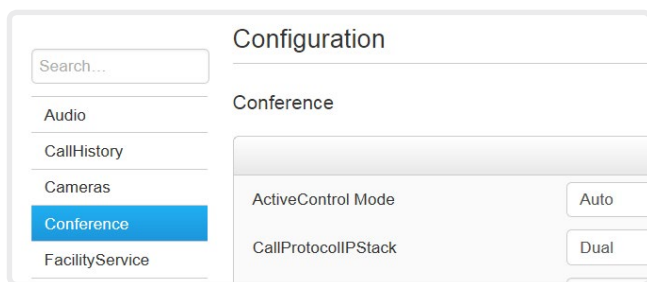 Configuration
Search...
Audio
CallHistory
Cameras
Conference
FacilityService
Conference
ActiveControl Mode
Auto
CallProtocolIPStack
Dual